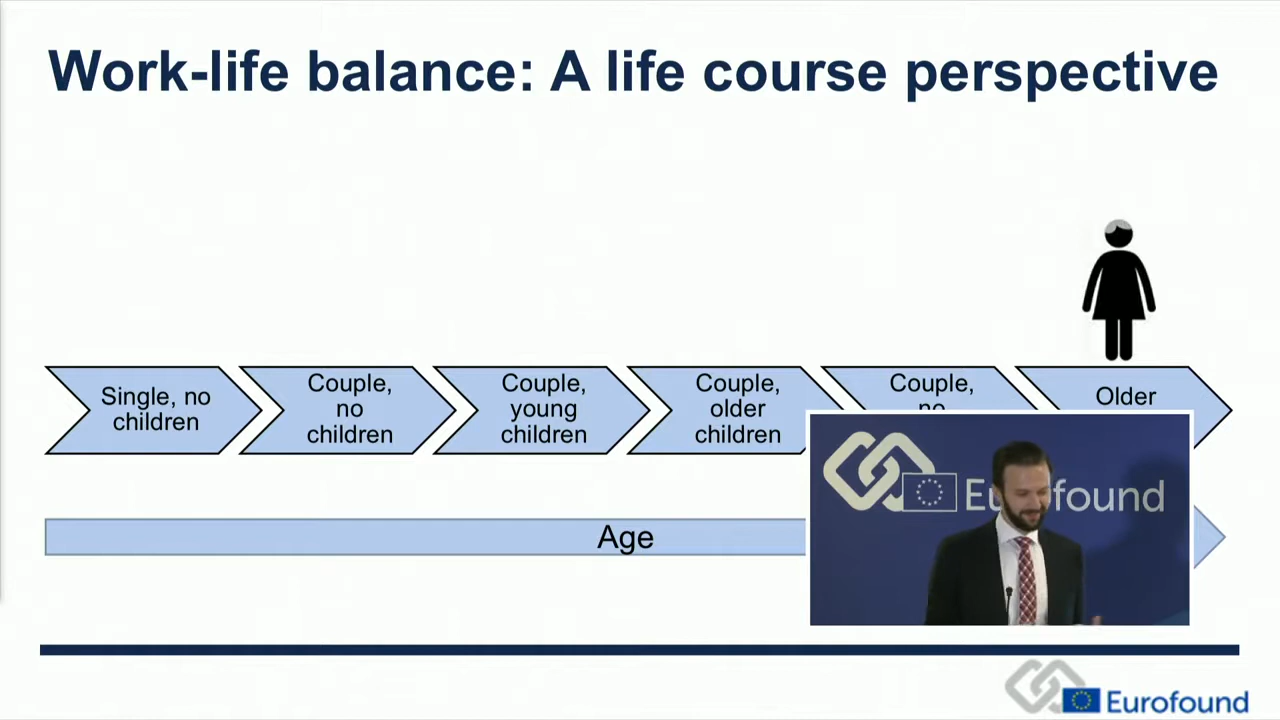 Work-life balance: A life course perspective
Single, no
children
Couple,
no
children
Couple,
young
children
Couple,
older
children
Couple,
no
Older
Age
Eurofound